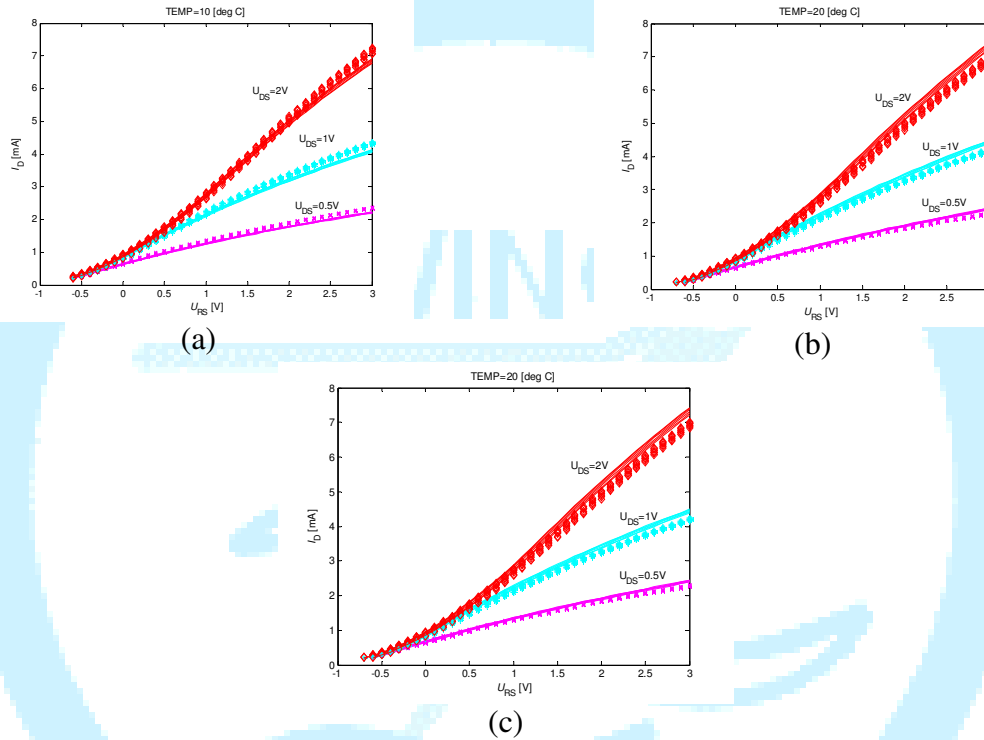 TEMP=10 [deg C]
8
7
6
5
4
3
2
1
0
I_D [mA]
U_DS=2V
U_DS=1V
U_DS=0.5V
-1 -0.5 0 0.5 1 1.5 2 2.5 3
U_RS [V]
(a)
TEMP=20 [deg C]
8
7
6
5
4
3
2
1
0
I_D [mA]
U_DS=2V
U_DS=1V
U_DS=0.5V
-1 -0.5 0 0.5 1 1.5 2 2.5 3
U_RS [V]
(b)
TEMP=20 [deg C]
8
7
6
5
4
3
2
1
0
I_D [mA]
U_DS=2V
U_DS=1V
U_DS=0.5V
-1 -0.5 0 0.5 1 1.5 2 2.5 3
U_RS [V]
(c)